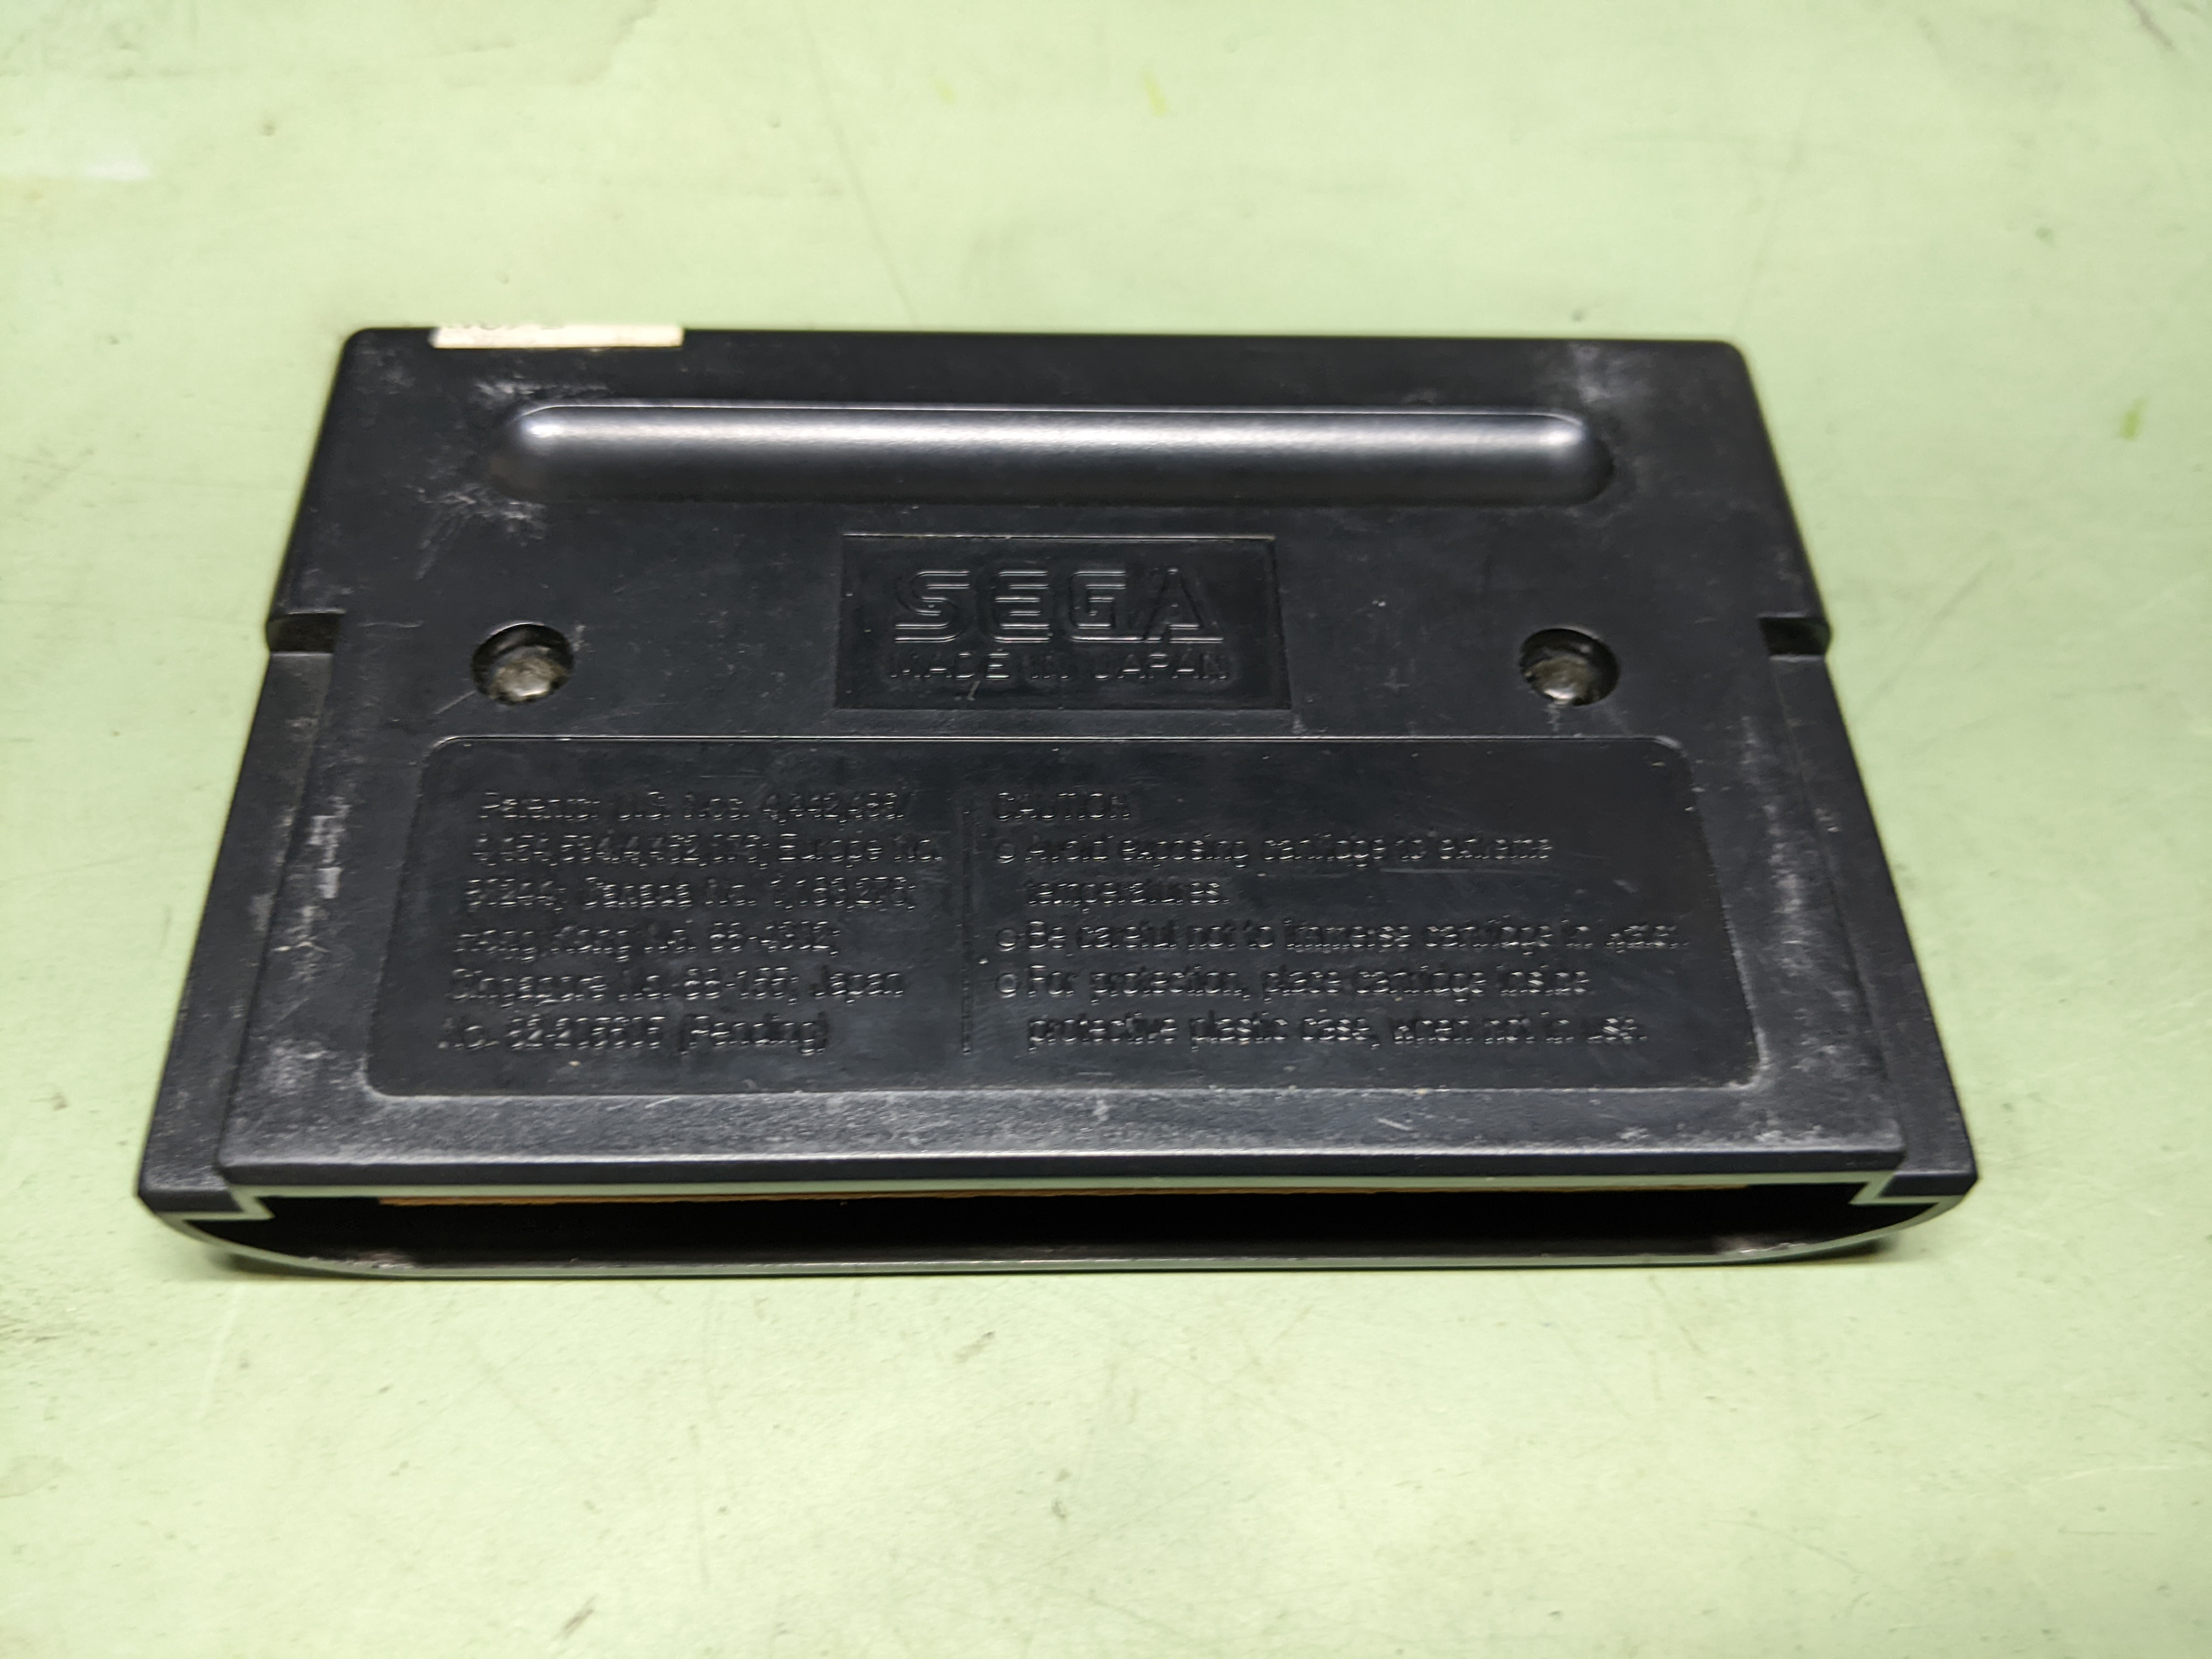 SEGA
MADE IN JAPAN
Patents: U.S. Nos. 4,442,486/
4,454,594/4,462,076; Europe No.
80244; Canada No. 1,183,276;
Hong Kong No. 88-4302;
Singapore No. 88-155; Japan
No. 82-205605 (Pending)
CAUTION
Avoid exposing cartridge to extreme
temperatures.
Be careful not to immerse cartridge in water.
For protection, place cartridge inside
protective plastic case, when not in use.